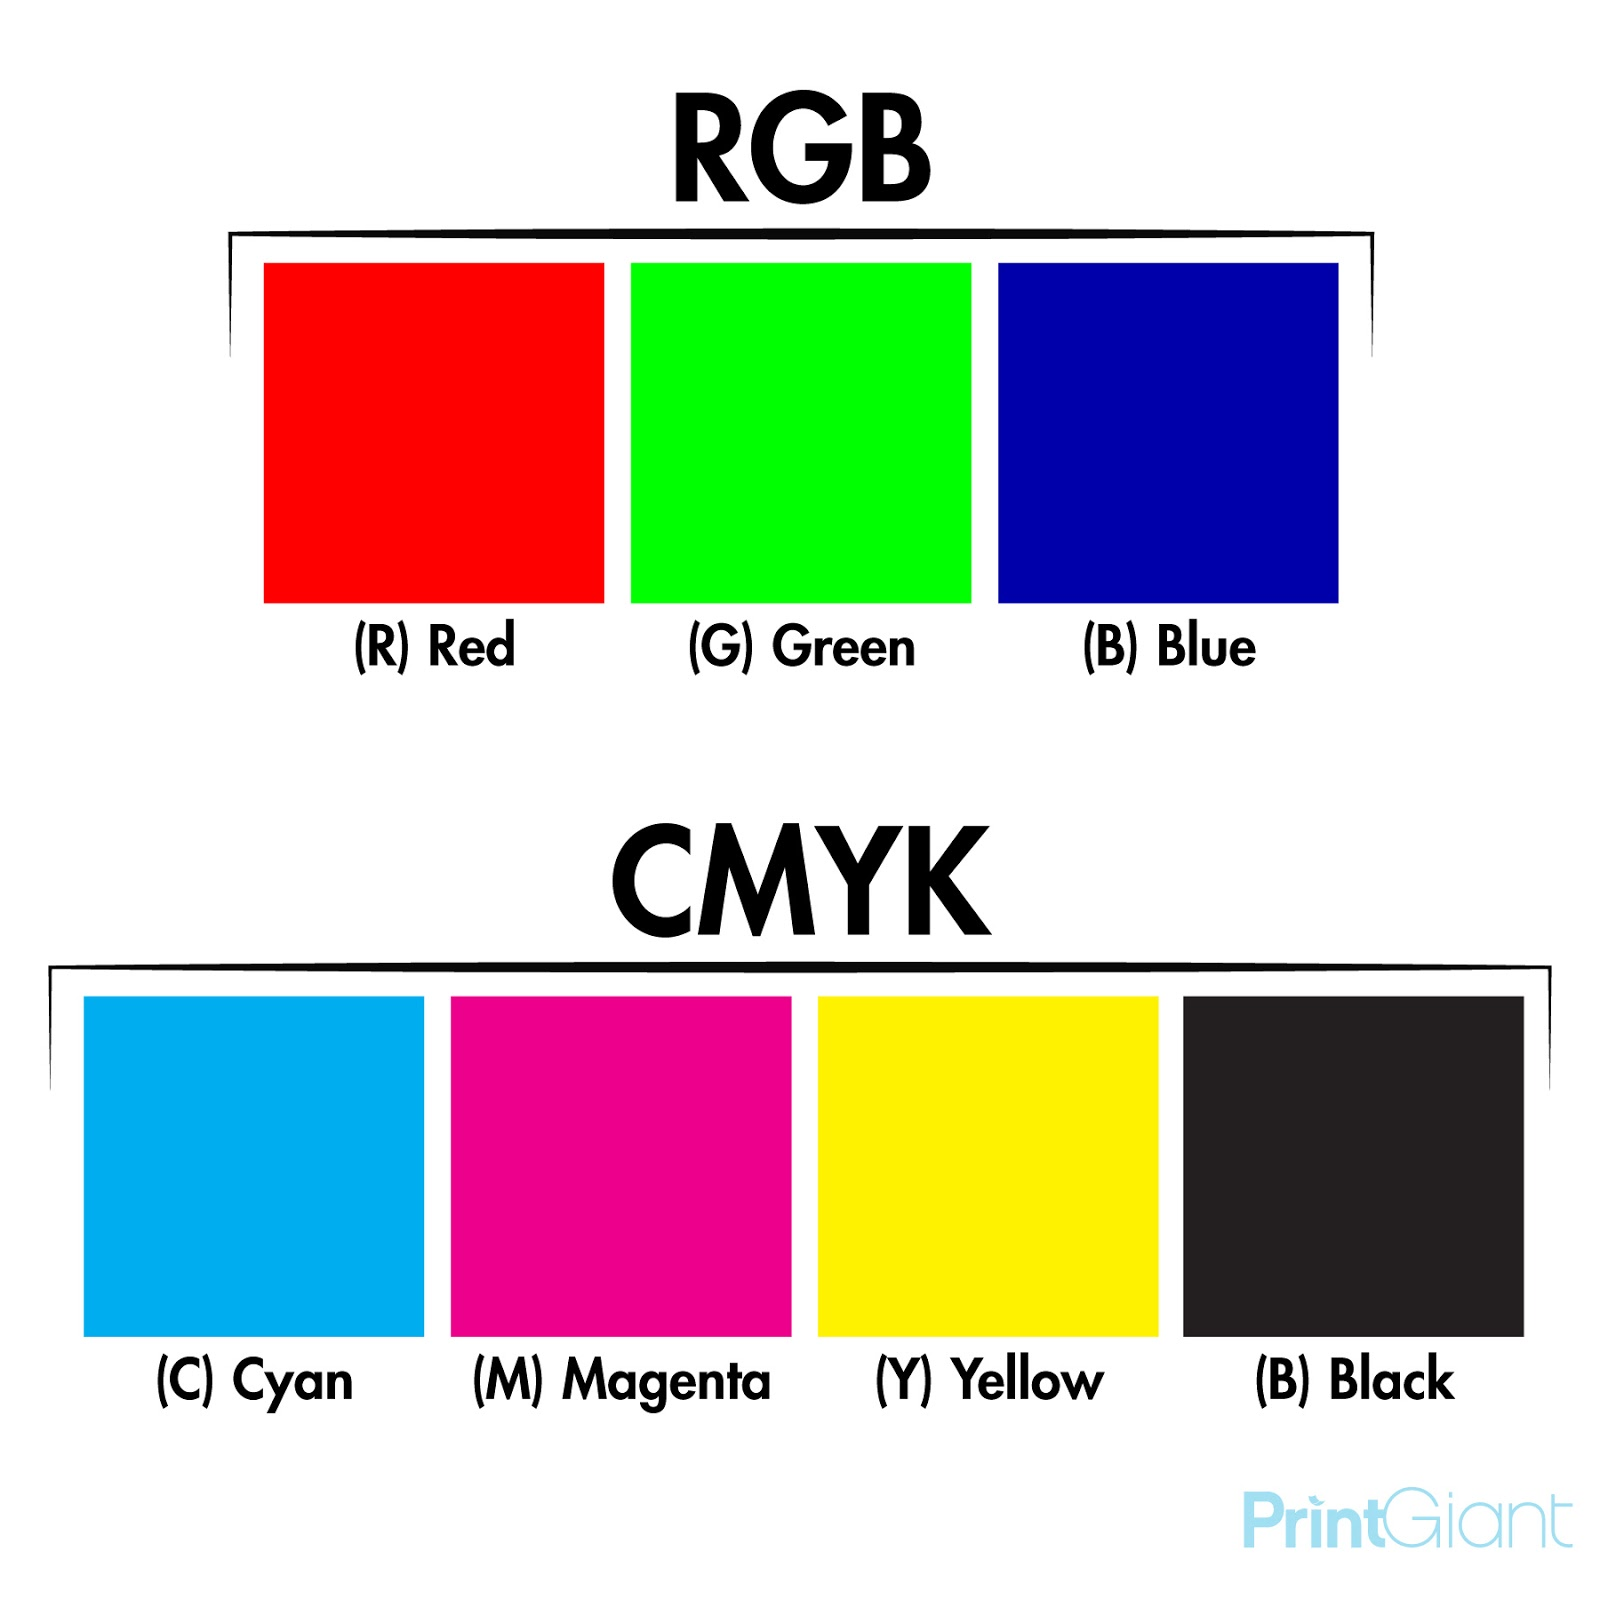 RGB
(R) Red (G) Green (B) Blue
CMYK
(C) Cyan (M) Magenta (Y) Yellow (B) Black
PrintGiant